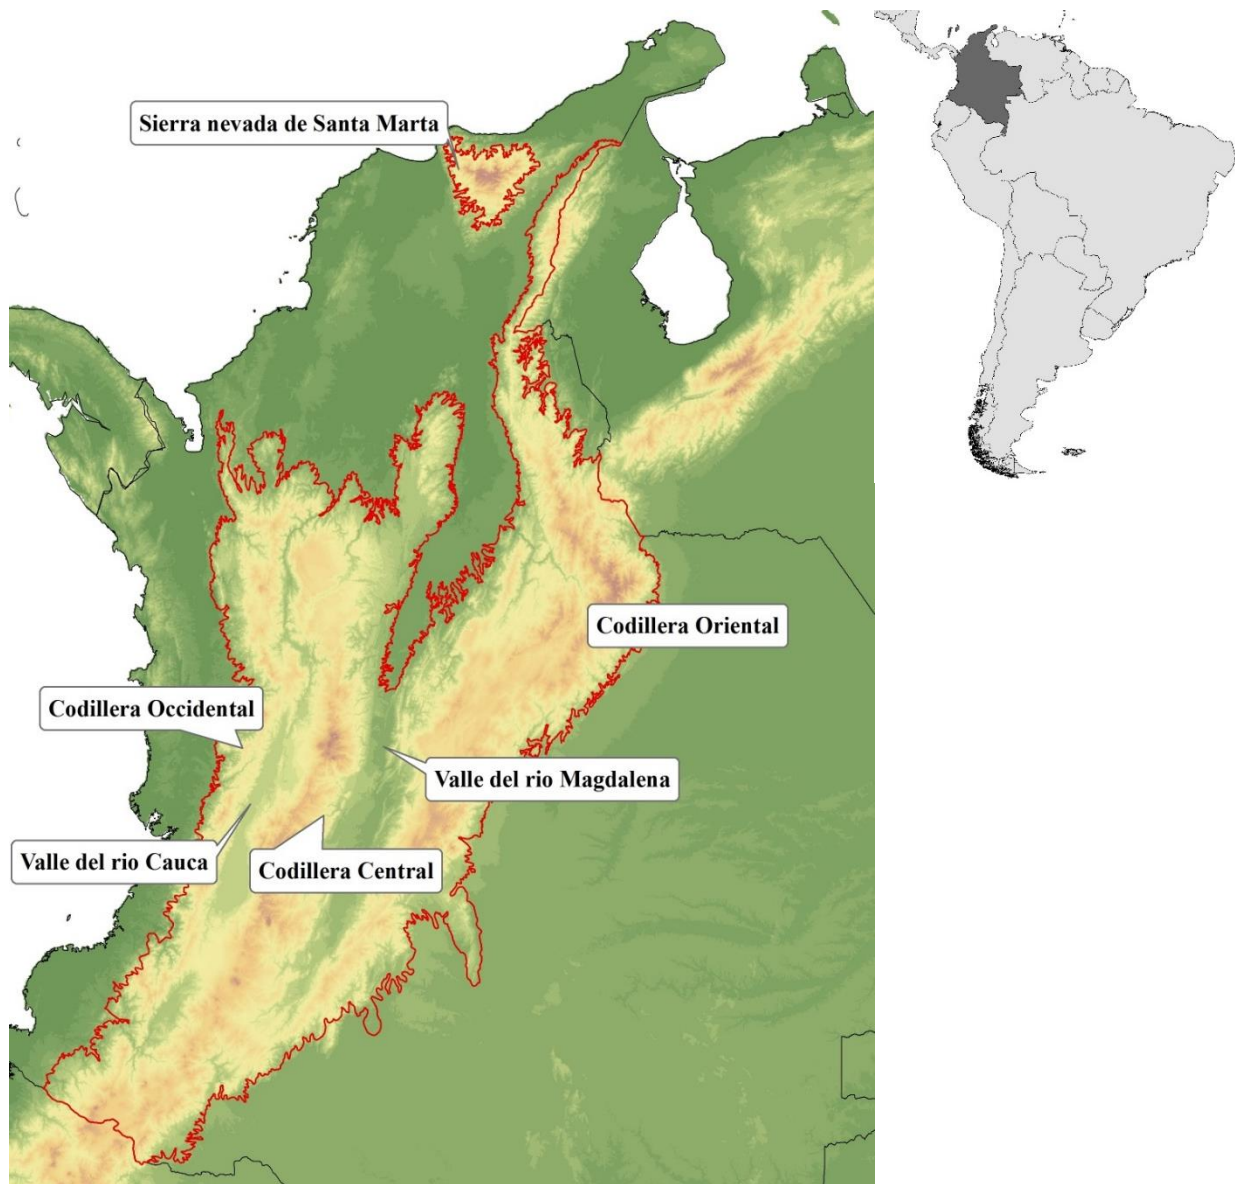 Sierra nevada de Santa Marta
Codillera Oriental
Codillera Occidental
Valle del rio Magdalena
Valle del rio Cauca
Codillera Central